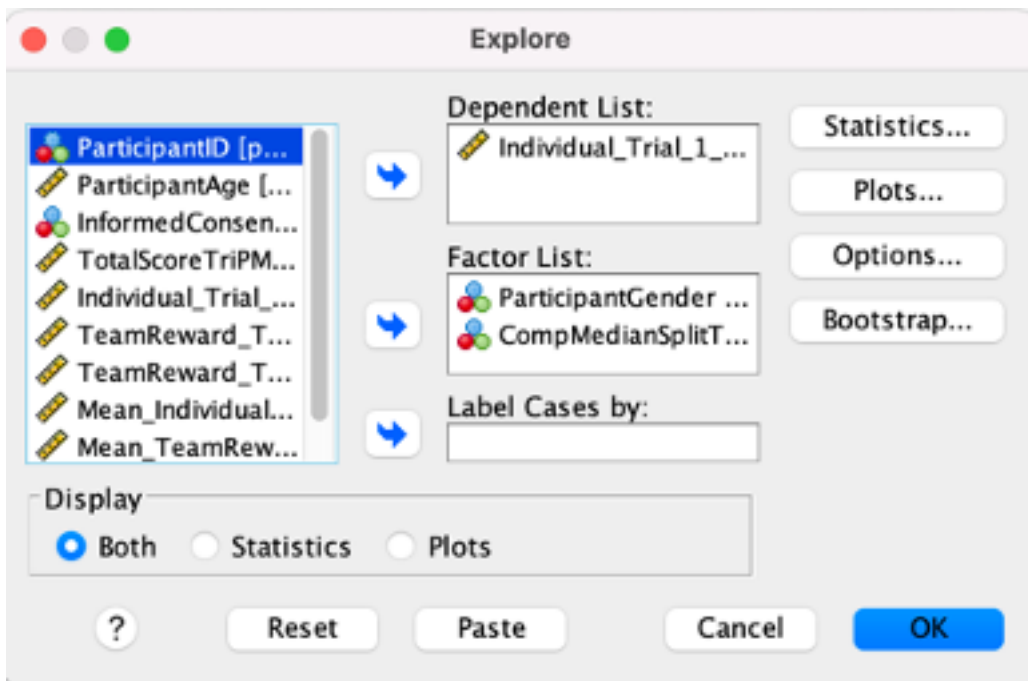 Explore
ParticipantID [p...
ParticipantAge [...
InformedConsen...
TotalScoreTriPM...
Individual_Trial_...
TeamReward_T...
TeamReward_T...
Mean_Individual...
Mean_TeamRew...
Dependent List:
Individual_Trial_1_...
Factor List:
ParticipantGender ...
CompMedianSplitT...
Label Cases by:
Statistics...
Plots...
Options...
Bootstrap...
Display
Both Statistics Plots
? Reset Paste Cancel OK